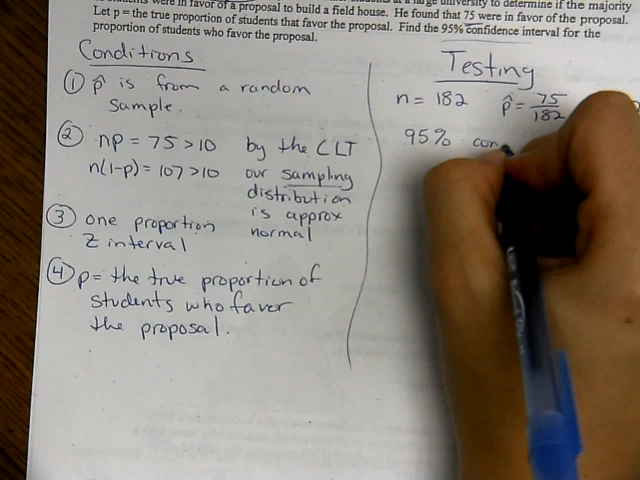 students were in favor of a proposal to build a field house. He found that 75 were in favor of the proposal.
Let p = the true proportion of students that favor the proposal. Find the 95% confidence interval for the
proportion of students who favor the proposal.
Conditions
① p̂ is from a random
sample.
② np = 75 > 10
n(1-p) = 107 > 10
by the CLT
our sampling
distribution
is approx
normal
③ one proportion
Z interval
④ p = the true proportion of
students who favor
the proposal.
Testing
n = 182 p̂ = 75/182
95% con